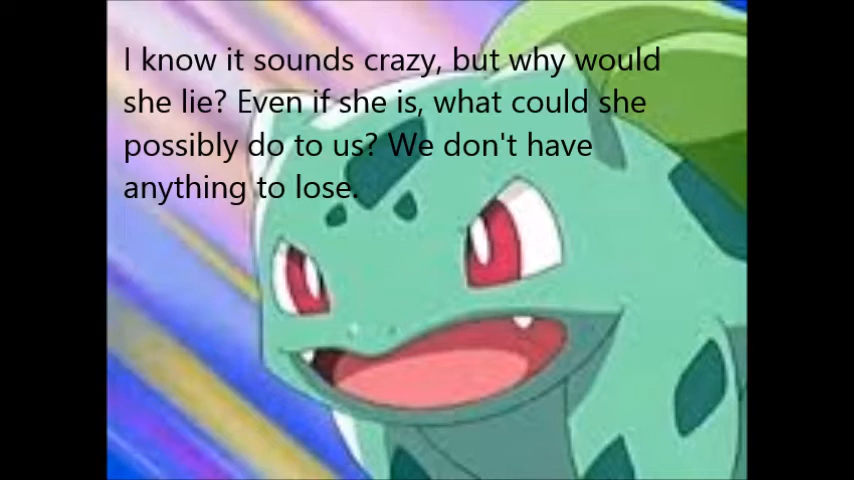 I know it sounds crazy, but why would
she lie? Even if she is, what could she
possibly do to us? We don't have
anything to lose.